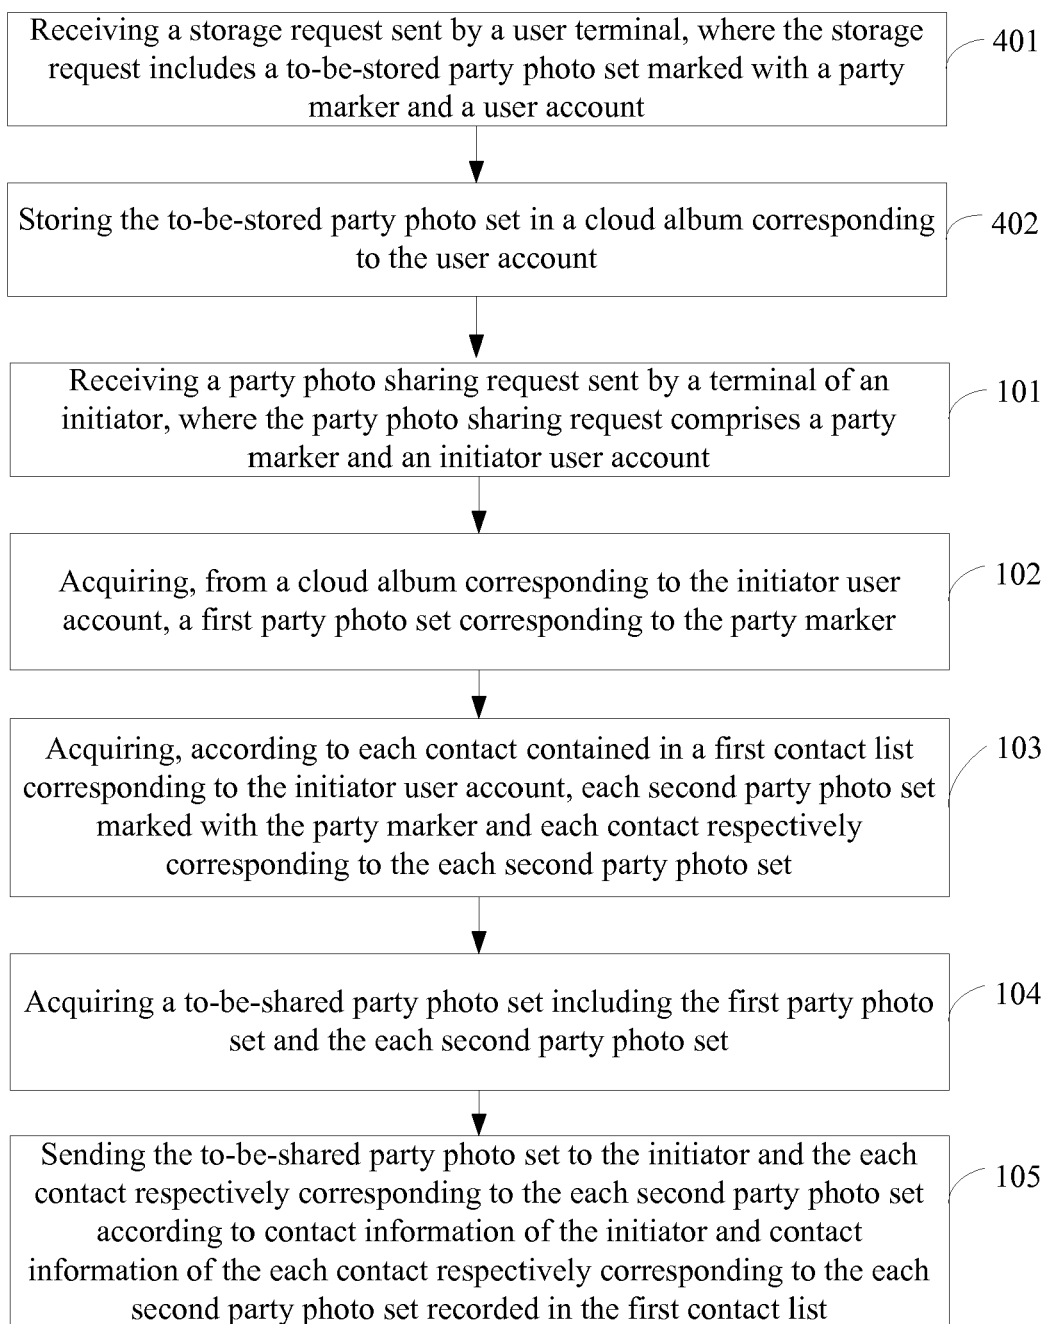 Receiving a storage request sent by a user terminal, where the storage
request includes a to-be-stored party photo set marked with a party
marker and a user account
401
Storing the to-be-stored party photo set in a cloud album corresponding
to the user account
402
Receiving a party photo sharing request sent by a terminal of an
initiator, where the party photo sharing request comprises a party
marker and an initiator user account
101
Acquiring, from a cloud album corresponding to the initiator user
account, a first party photo set corresponding to the party marker
102
Acquiring, according to each contact contained in a first contact list
corresponding to the initiator user account, each second party photo set
marked with the party marker and each contact respectively
corresponding to the each second party photo set
103
Acquiring a to-be-shared party photo set including the first party photo
set and the each second party photo set
104
Sending the to-be-shared party photo set to the initiator and the each
contact respectively corresponding to the each second party photo set
according to contact information of the initiator and contact
information of the each contact respectively corresponding to the each
second party photo set recorded in the first contact list
105